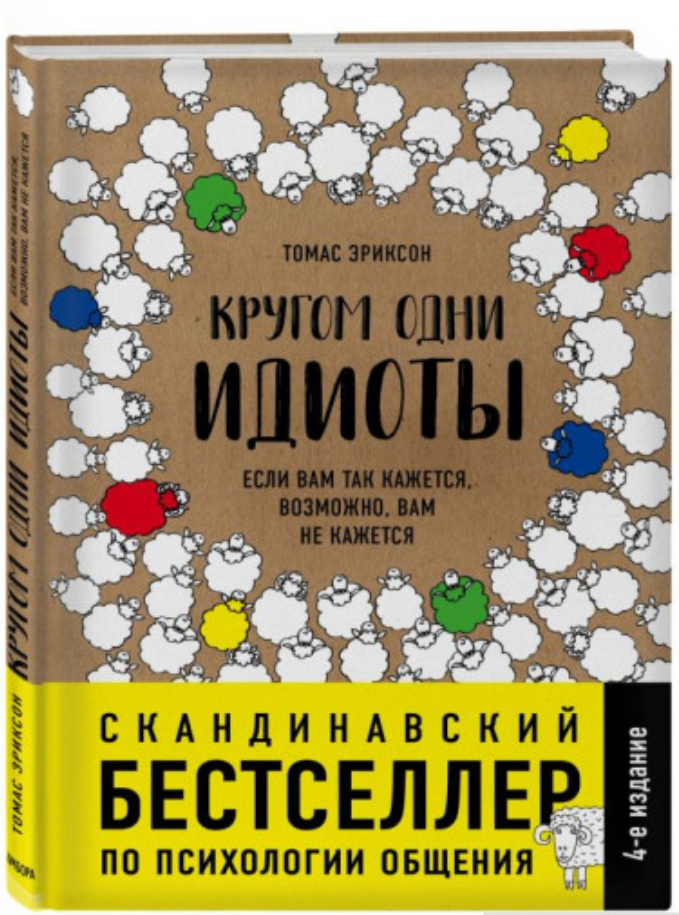 ТОМАС ЭРИКСОН
КРУГОМ ОДНИ
ИДИОТЫ
ЕСЛИ ВАМ ТАК КАЖЕТСЯ,
ВОЗМОЖНО, ВАМ
НЕ КАЖЕТСЯ
СКАНДИНАВСКИЙ
БЕСТСЕЛЛЕР
ПО ПСИХОЛОГИИ ОБЩЕНИЯ
4-е издание
ТОМАС ЭРИКСОН
КРУГОМ ОДНИ ИДИОТЫ
ЕСЛИ ВАМ ТАК КАЖЕТСЯ,
ВОЗМОЖНО, ВАМ НЕ КАЖЕТСЯ